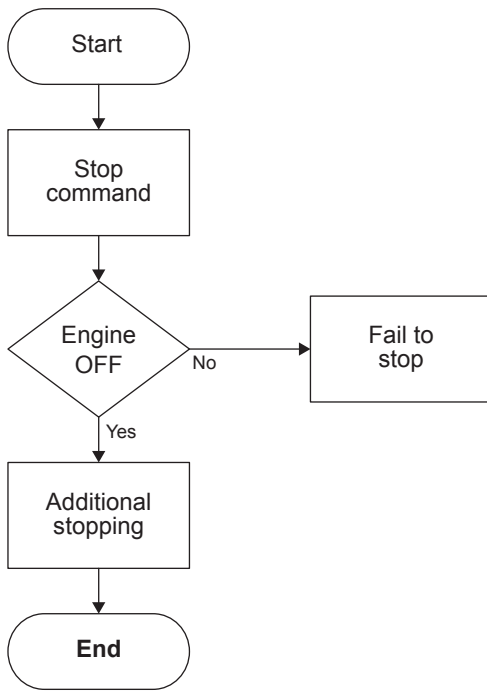 Start
Stop
command
Engine
OFF
No
Fail to
stop
Yes
Additional
stopping
End